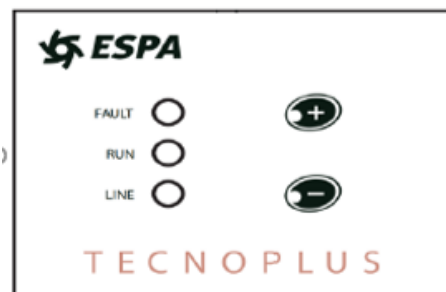 ESPA
FAULT
+
RUN
LINE
-
TECNOPLUS